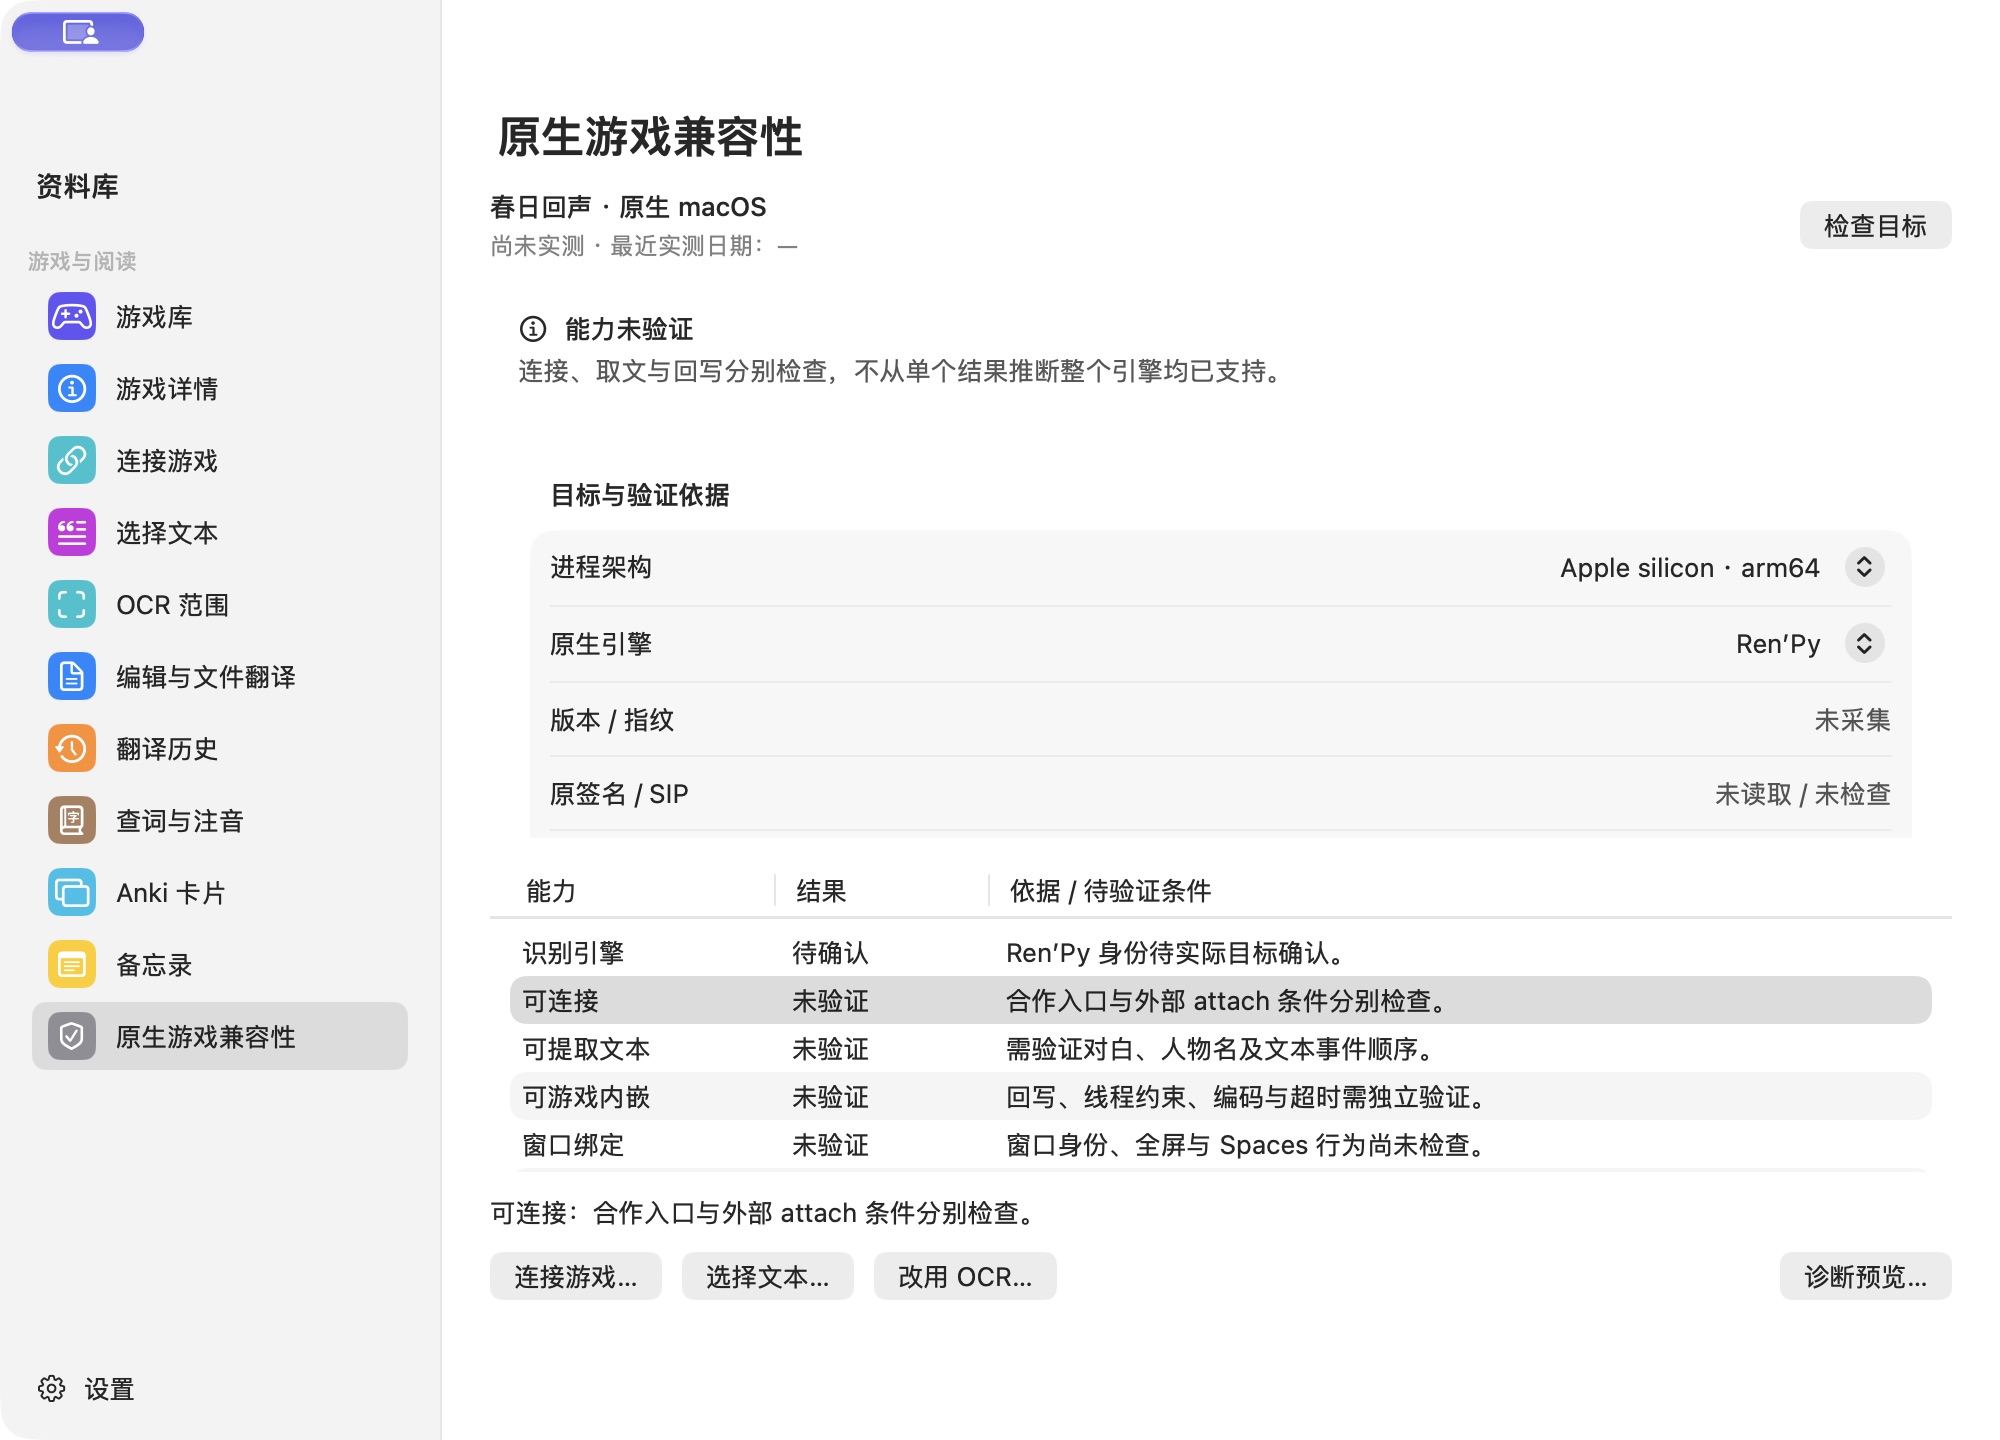 资料库
游戏与阅读
游戏库
游戏详情
连接游戏
选择文本
OCR 范围
编辑与文件翻译
翻译历史
查词与注音
Anki 卡片
备忘录
原生游戏兼容性
设置
原生游戏兼容性
春日回声 · 原生 macOS
尚未实测 · 最近实测日期：—
检查目标
能力未验证
连接、取文与回写分别检查，不从单个结果推断整个引擎均已支持。
目标与验证依据
进程架构 Apple silicon · arm64
原生引擎 Ren’Py
版本 / 指纹 未采集
原签名 / SIP 未读取 / 未检查
能力 结果 依据 / 待验证条件
识别引擎 待确认 Ren’Py 身份待实际目标确认。
可连接 未验证 合作入口与外部 attach 条件分别检查。
可提取文本 未验证 需验证对白、人物名及文本事件顺序。
可游戏内嵌 未验证 回写、线程约束、编码与超时需独立验证。
窗口绑定 未验证 窗口身份、全屏与 Spaces 行为尚未检查。
可连接：合作入口与外部 attach 条件分别检查。
连接游戏... 选择文本... 改用 OCR... 诊断预览...